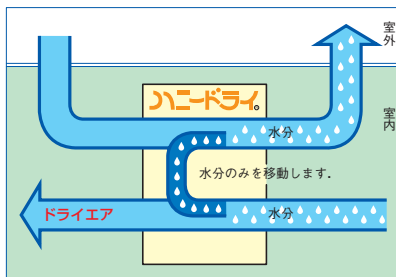 室外
ハニードライ。
室内
水分
水分のみを移動します.
水分
ドライエア